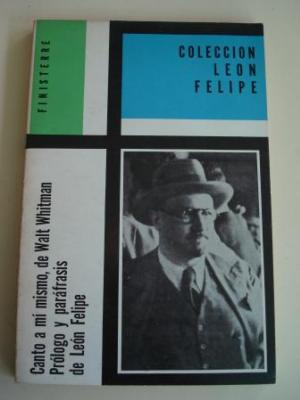 FINISTERRE
COLECCION
LEON
FELIPE
Canto a mí mismo, de Walt Whitman
Prólogo y paráfrasis
de León Felipe